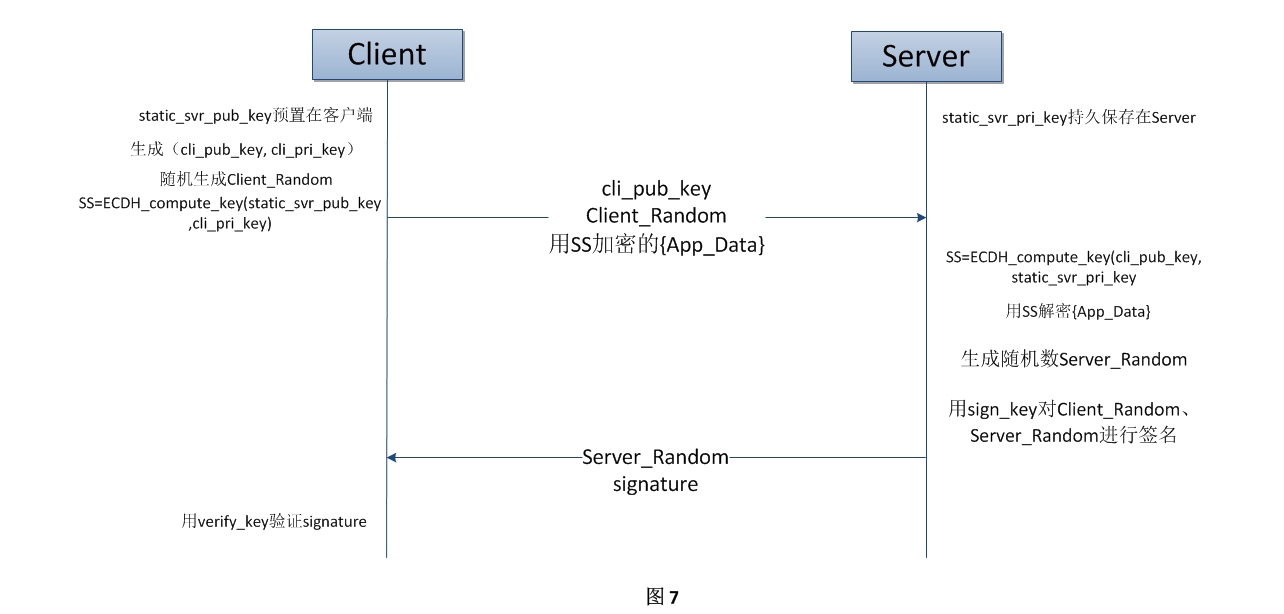 Client
Server
static_svr_pub_key预置在客户端
static_svr_pri_key持久保存在Server
生成（cli_pub_key, cli_pri_key）
随机生成Client_Random
SS=ECDH_compute_key(static_svr_pub_key
,cli_pri_key)
cli_pub_key
Client_Random
用SS加密的{App_Data}
SS=ECDH_compute_key(cli_pub_key,
static_svr_pri_key
用SS解密{App_Data}
生成随机数Server_Random
用sign_key对Client_Random、
Server_Random进行签名
Server_Random
signature
用verify_key验证signature
图 7